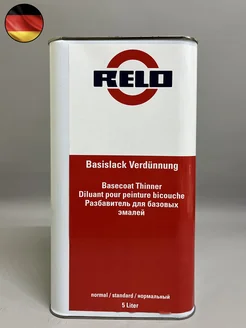 RELO
Basislack Verdünnung
Basecoat Thinner
Diluant pour peinture bicouche
Разбавитель для базовых
эмалей
normal / standard / нормальный
5 Liter